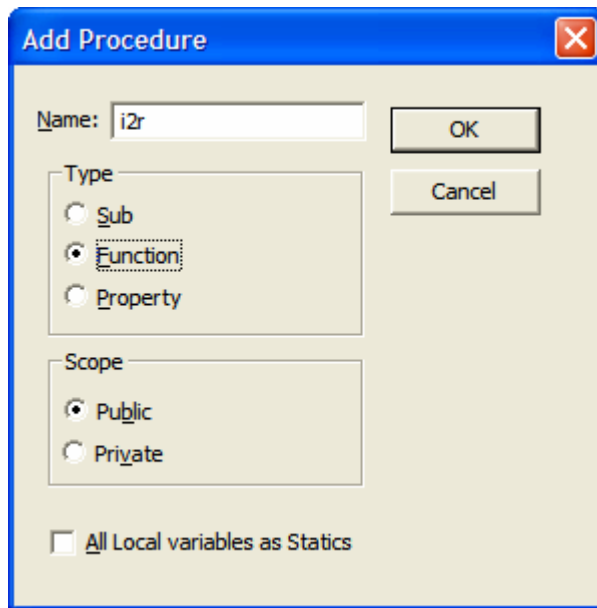 Add Procedure
Name: i2r
OK
Type
Cancel
Sub
Function
Property
Scope
Public
Private
All Local variables as Statics